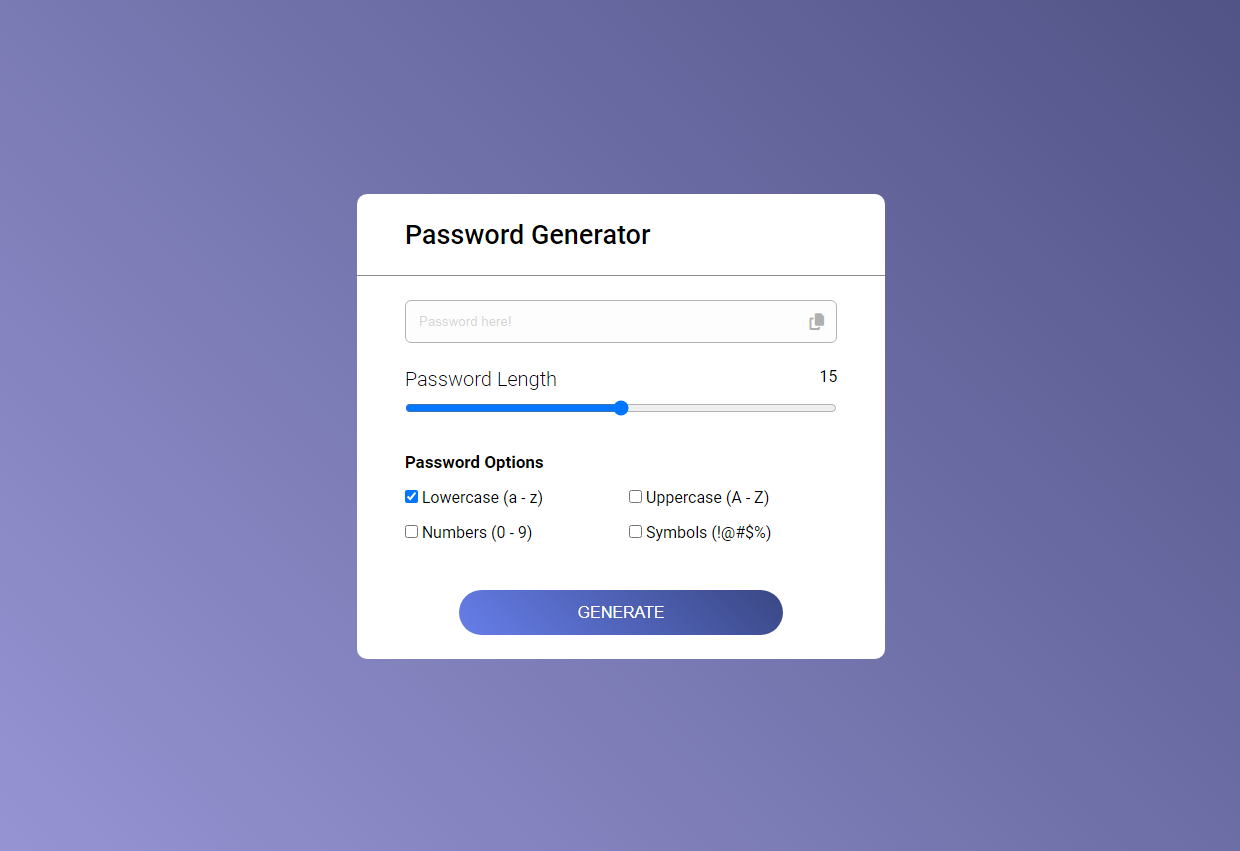 Password Generator
Password here!
Password Length 15
Password Options
Lowercase (a - z) Uppercase (A - Z)
Numbers (0 - 9) Symbols (!@#$%)
GENERATE